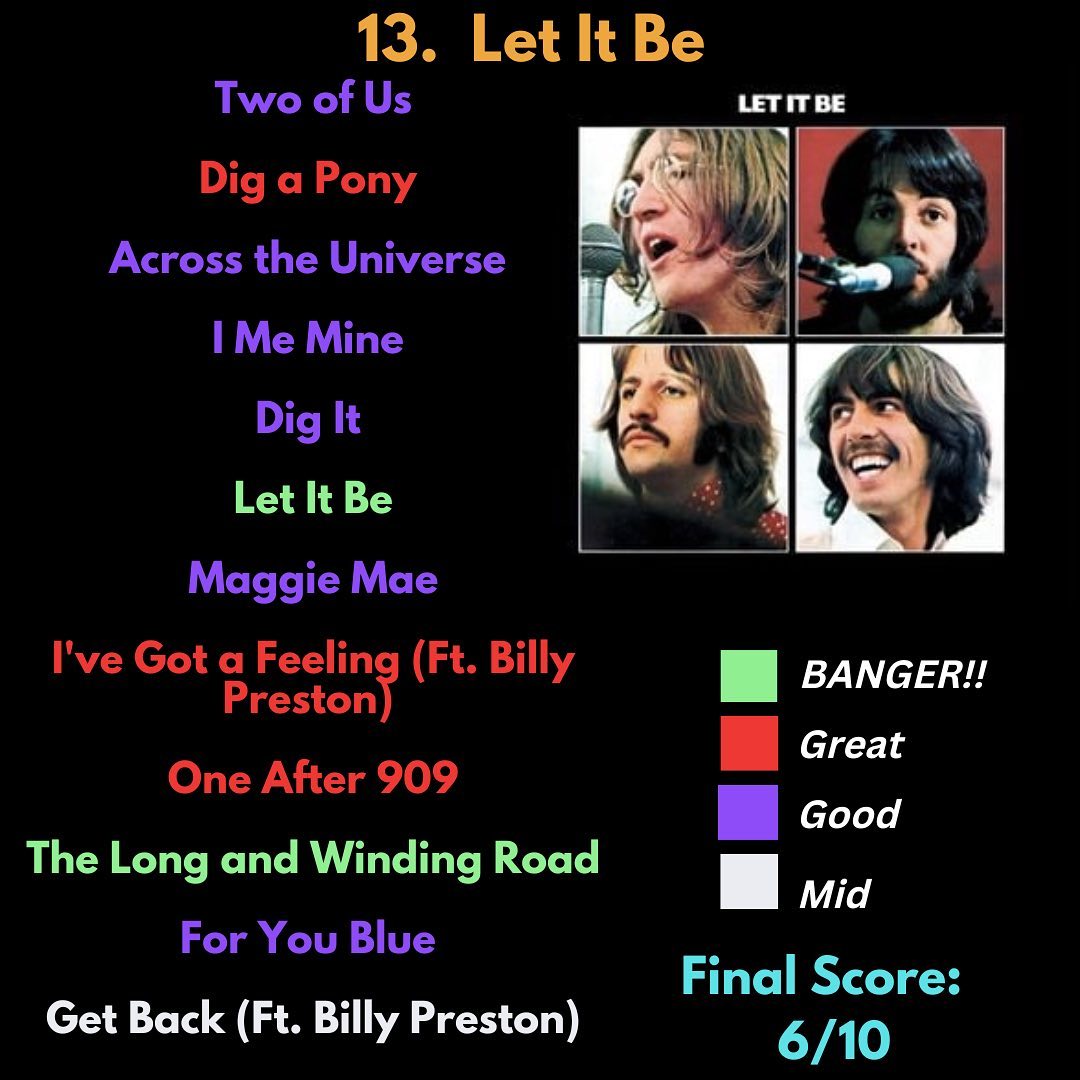 13. Let It Be
Two of Us
Dig a Pony
Across the Universe
I Me Mine
Dig It
Let It Be
Maggie Mae
I've Got a Feeling (Ft. Billy
Preston)
One After 909
The Long and Winding Road
For You Blue
Get Back (Ft. Billy Preston)
LET IT BE
BANGER!!
Great
Good
Mid
Final Score:
6/10